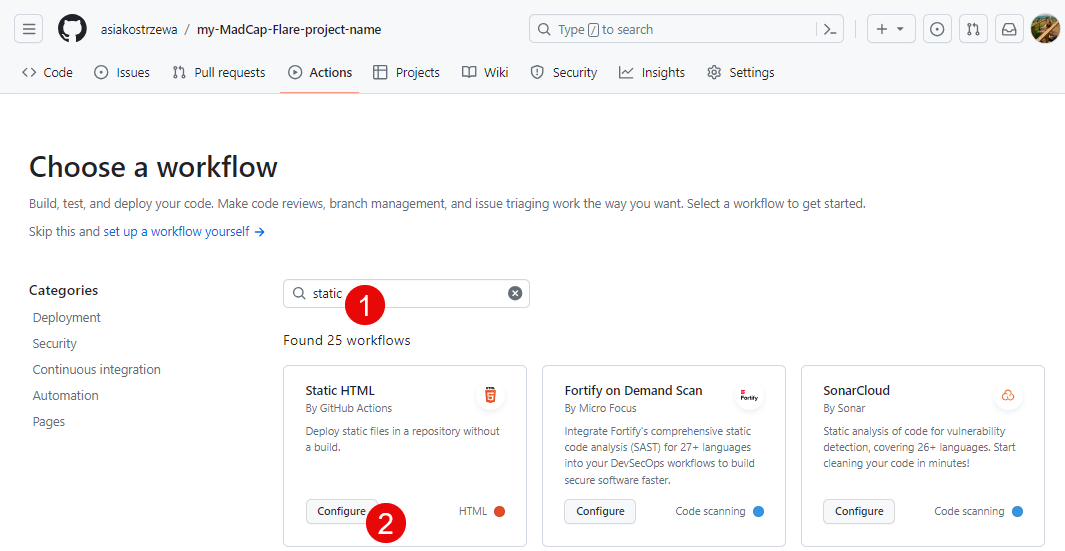 asiakostrzewa / my-MadCap-Flare-project-name
Type / to search
Code
Issues
Pull requests
Actions
Projects
Wiki
Security
Insights
Settings
Choose a workflow
Build, test, and deploy your code. Make code reviews, branch management, and issue triaging work the way you want. Select a workflow to get started.
Skip this and set up a workflow yourself →
Categories
Deployment
Security
Continuous integration
Automation
Pages
static
1
Found 25 workflows
Static HTML
By GitHub Actions
Deploy static files in a repository without
a build.
Configure
2
HTML
Fortify on Demand Scan
By Micro Focus
Fortify
Integrate Fortify's comprehensive static
code analysis (SAST) for 27+ languages
into your DevSecOps workflows to build
secure software faster.
Configure
Code scanning
SonarCloud
By Sonar
Static analysis of code for vulnerability
detection, covering 26+ languages. Start
cleaning your code in minutes!
Configure
Code scanning